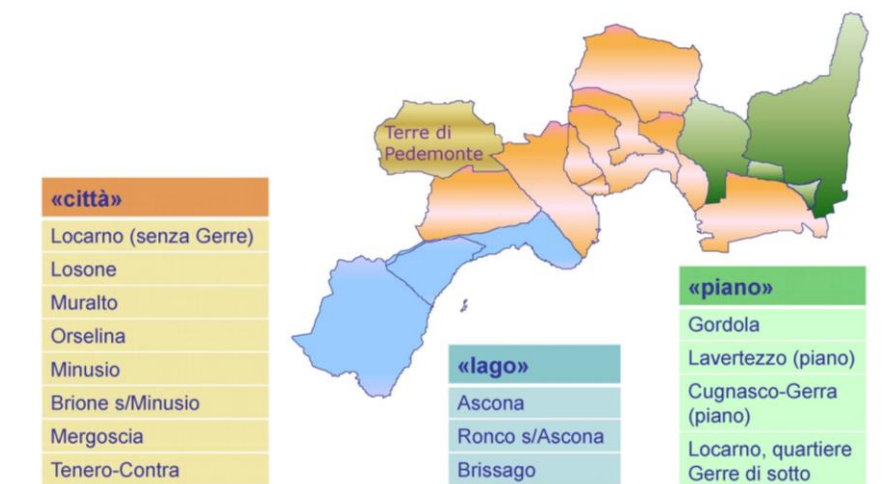 Terre di
Pedemonte
«città»
Locarno (senza Gerre)
Losone
Muralto
Orselina
Minusio
Brione s/Minusio
Mergoscia
Tenero-Contra
«lago»
Ascona
Ronco s/Ascona
Brissago
«piano»
Gordola
Lavertezzo (piano)
Cugnasco-Gerra
(piano)
Locarno, quartiere
Gerre di sotto